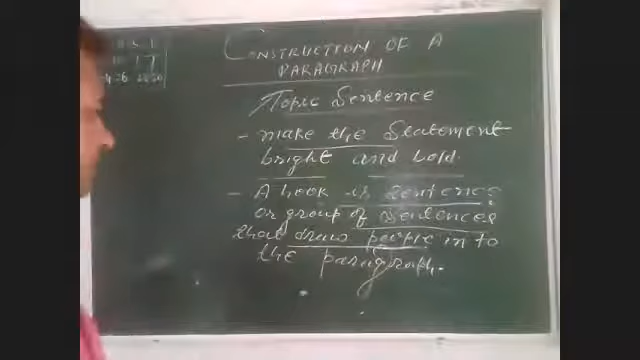 CONSTRUCTION OF A
PARAGRAPH
Topic Sentence
- make the Statement
bright and bold.
- A hook is Sentence
or group of Sentences
that draws people in to
the paragraph.